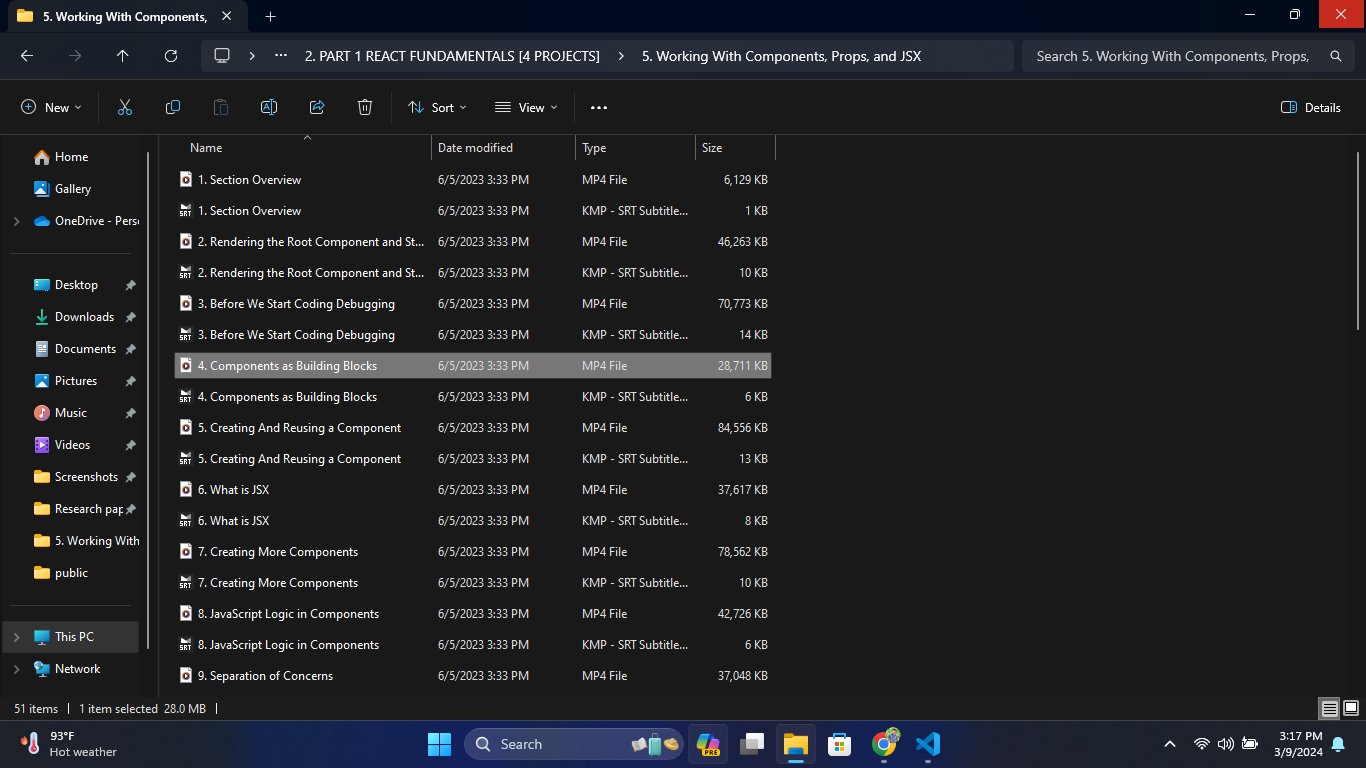 5. Working With Components,
2. PART 1 REACT FUNDAMENTALS [4 PROJECTS] 5. Working With Components, Props, and JSX
Search 5. Working With Components, Props,
New Sort View Details
Home
Gallery
OneDrive - Pers
Desktop
Downloads
Documents
Pictures
Music
Videos
Screenshots
Research pap
5. Working With
public
This PC
Network
Name Date modified Type Size
1. Section Overview 6/5/2023 3:33 PM MP4 File 6,129 KB
1. Section Overview 6/5/2023 3:33 PM KMP - SRT Subtitle... 1 KB
2. Rendering the Root Component and St... 6/5/2023 3:33 PM MP4 File 46,263 KB
2. Rendering the Root Component and St... 6/5/2023 3:33 PM KMP - SRT Subtitle... 10 KB
3. Before We Start Coding Debugging 6/5/2023 3:33 PM MP4 File 70,773 KB
3. Before We Start Coding Debugging 6/5/2023 3:33 PM KMP - SRT Subtitle... 14 KB
4. Components as Building Blocks 6/5/2023 3:33 PM MP4 File 28,711 KB
4. Components as Building Blocks 6/5/2023 3:33 PM KMP - SRT Subtitle... 6 KB
5. Creating And Reusing a Component 6/5/2023 3:33 PM MP4 File 84,556 KB
5. Creating And Reusing a Component 6/5/2023 3:33 PM KMP - SRT Subtitle... 13 KB
6. What is JSX 6/5/2023 3:33 PM MP4 File 37,617 KB
6. What is JSX 6/5/2023 3:33 PM KMP - SRT Subtitle... 8 KB
7. Creating More Components 6/5/2023 3:33 PM MP4 File 78,562 KB
7. Creating More Components 6/5/2023 3:33 PM KMP - SRT Subtitle... 10 KB
8. JavaScript Logic in Components 6/5/2023 3:33 PM MP4 File 42,726 KB
8. JavaScript Logic in Components 6/5/2023 3:33 PM KMP - SRT Subtitle... 6 KB
9. Separation of Concerns 6/5/2023 3:33 PM MP4 File 37,048 KB
51 items 1 item selected 28.0 MB
93°F
Hot weather
Search
PRE
3:17 PM
3/9/2024